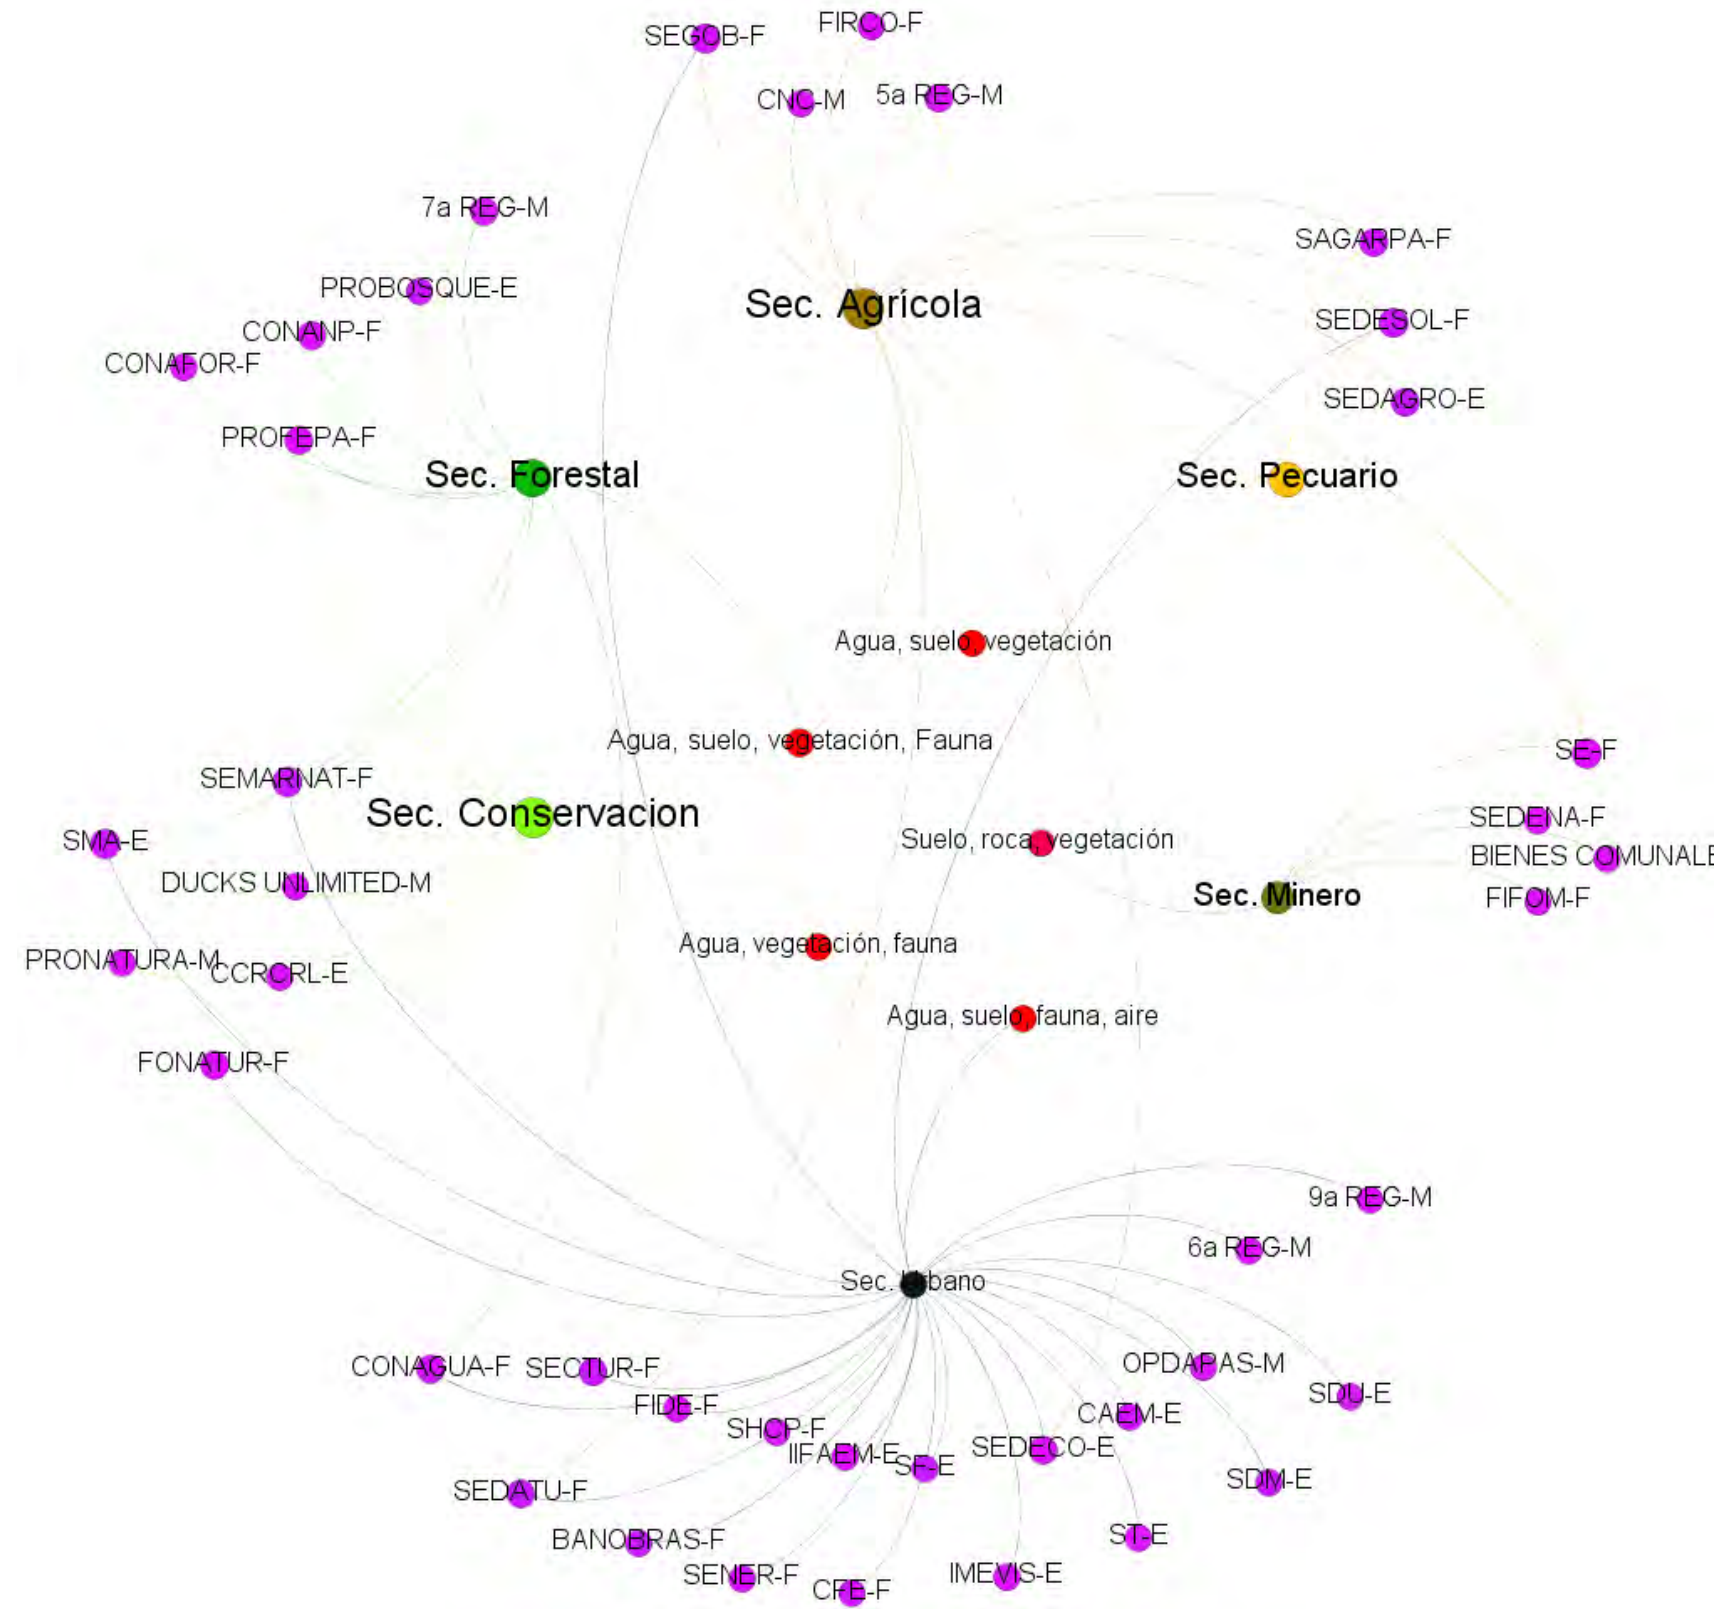 FIRCO-F
SEGOB-F
5a REG-M
CNC-M
7a REG-M
SAGARPA-F
PROBOSQUE-E
Sec. Agrícola
SEDESOL-F
CONANP-F
CONAFOR-F
SEDAGRO-E
PROFEPA-F
Sec. Forestal
Sec. Pecuario
Agua, suelo, vegetación
Agua, suelo, vegetación, Fauna
SE-F
SEMARNAT-F
Sec. Conservacion
SEDENA-F
SMA-E
Suelo, roca, vegetación
BIENES COMUNALE
DUCKS UNLIMITED-M
Sec. Minero
FIFOM-F
Agua, vegetación, fauna
PRONATURA-M
CCRCRL-E
Agua, suelo, fauna, aire
FONATUR-F
9a REG-M
6a REG-M
Sec. Urbano
OPDAPAS-M
CONAGUA-F
SECTUR-F
SDU-E
FIDE-F
CAEM-E
SHCP-F
SEDECO-E
IIFAEM-E
SF-E
SDM-E
SEDATU-F
ST-E
BANOBRAS-F
IMEVIS-E
SENER-F
CFE-F